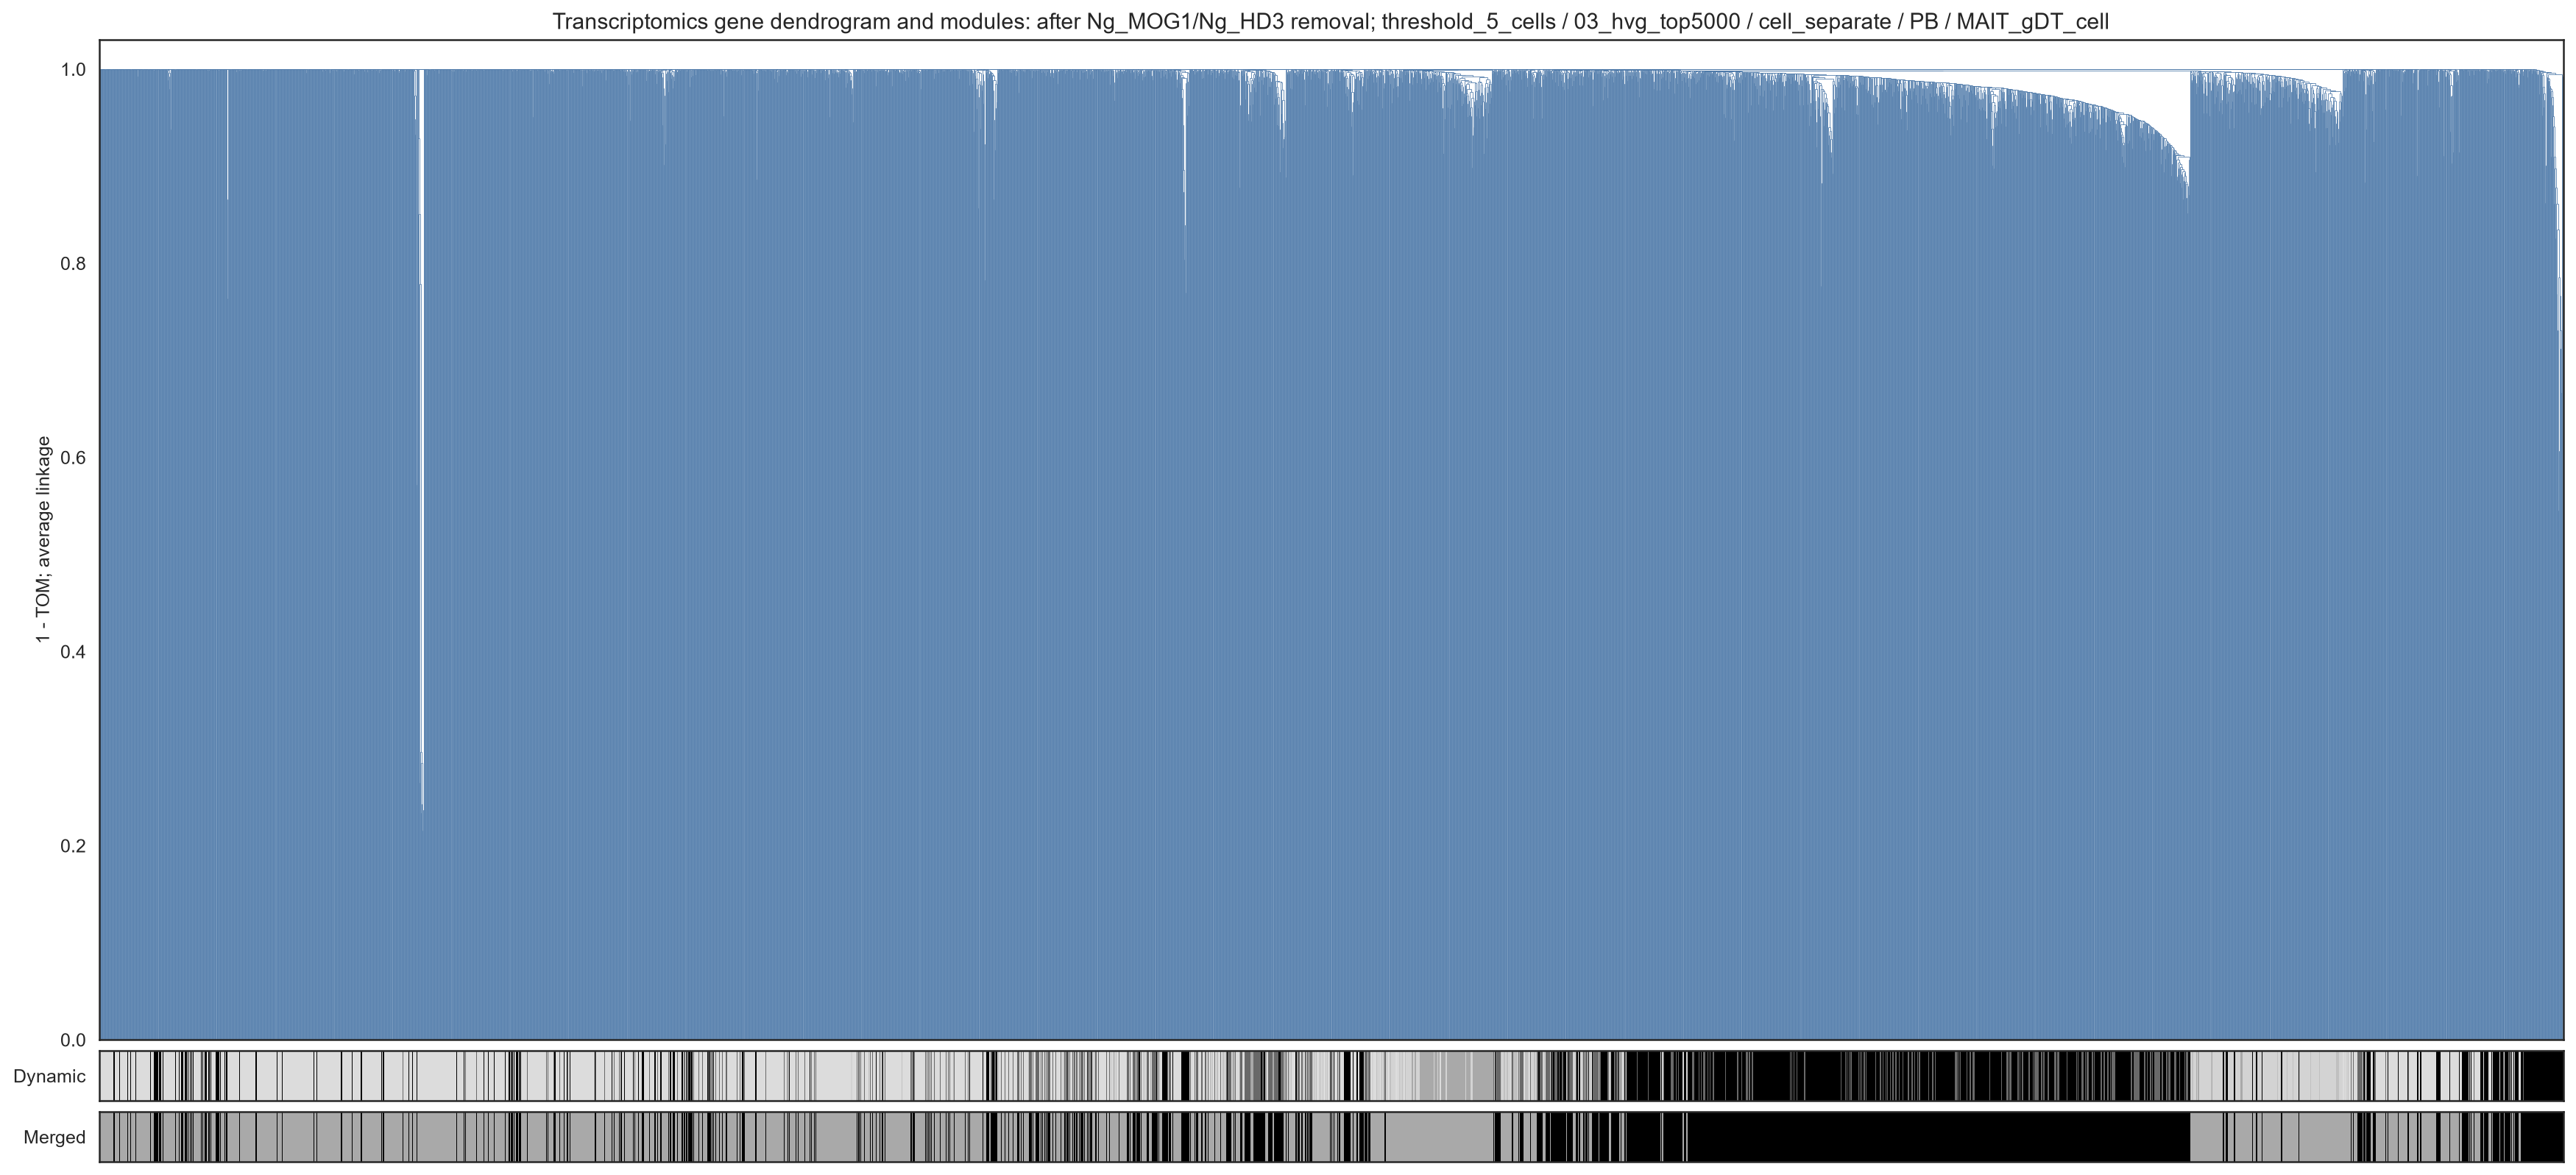 Transcriptomics gene dendrogram and modules: after Ng_MOG1/Ng_HD3 removal; threshold_5_cells / 03_hvg_top5000 / cell_separate / PB / MAIT_gDT_cell
1.0
0.8
0.6
0.4
0.2
0.0
1 - TOM; average linkage
Dynamic
Merged